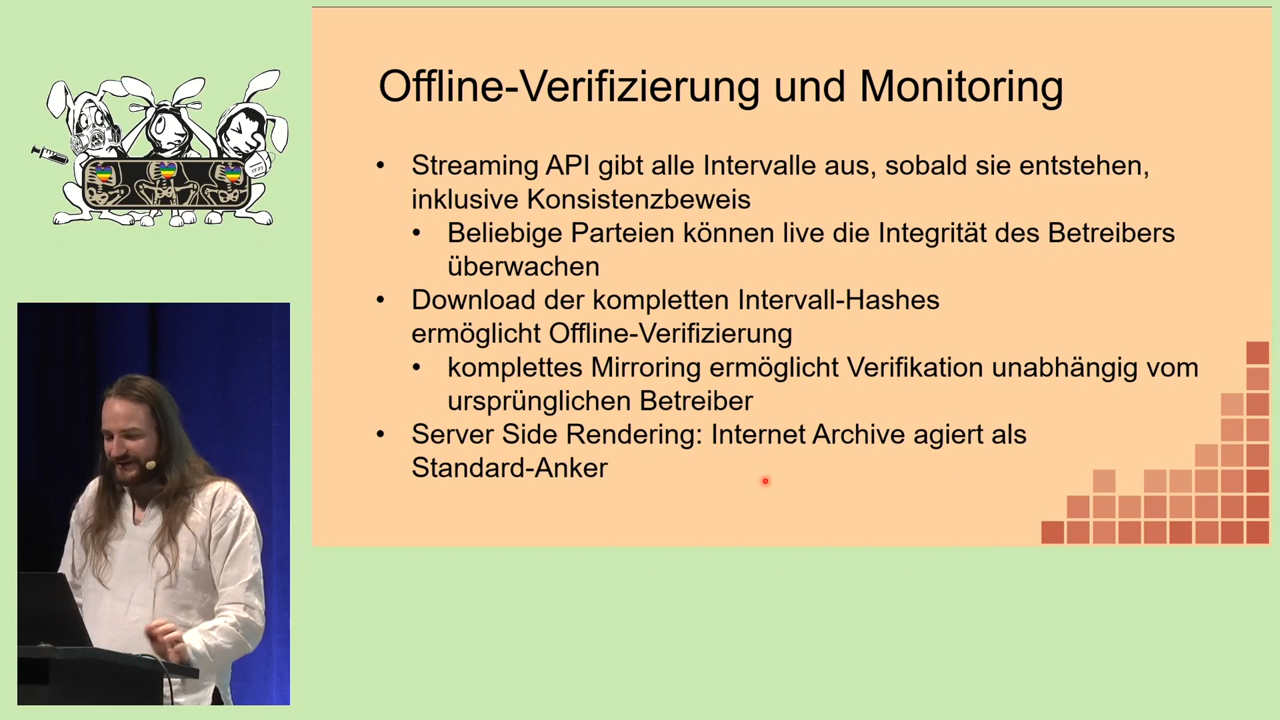 Offline-Verifizierung und Monitoring
• Streaming API gibt alle Intervalle aus, sobald sie entstehen,
inklusive Konsistenzbeweis
• Beliebige Parteien können live die Integrität des Betreibers
überwachen
• Download der kompletten Intervall-Hashes
ermöglicht Offline-Verifizierung
• komplettes Mirroring ermöglicht Verifikation unabhängig vom
ursprünglichen Betreiber
• Server Side Rendering: Internet Archive agiert als
Standard-Anker